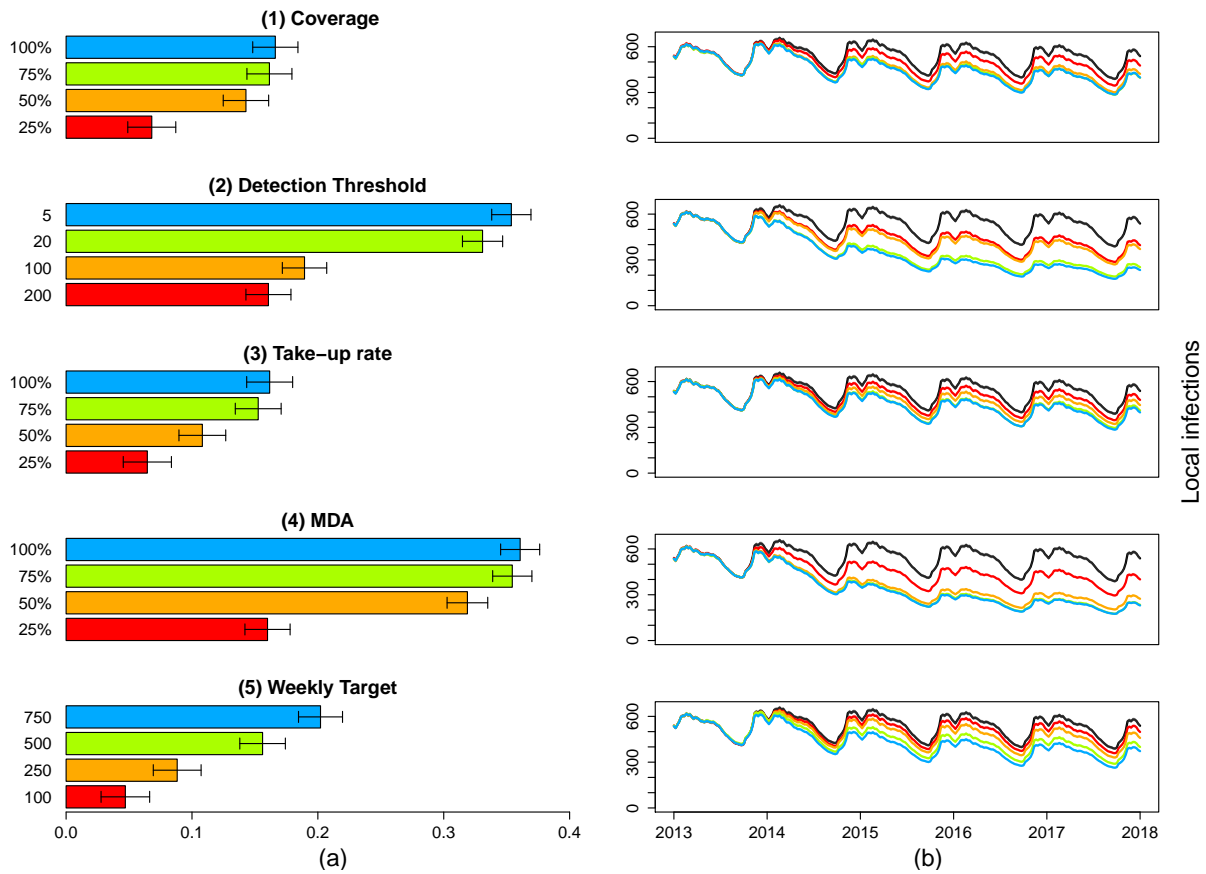 (1) Coverage
100%
75%
50%
25%
(2) Detection Threshold
5
20
100
200
(3) Take−up rate
100%
75%
50%
25%
(4) MDA
100%
75%
50%
25%
(5) Weekly Target
750
500
250
100
0.0 0.1 0.2 0.3 0.4
(a)
0 300 600
0 300 600
0 300 600
0 300 600
0 300 600
2013 2014 2015 2016 2017 2018
(b)
Local infections